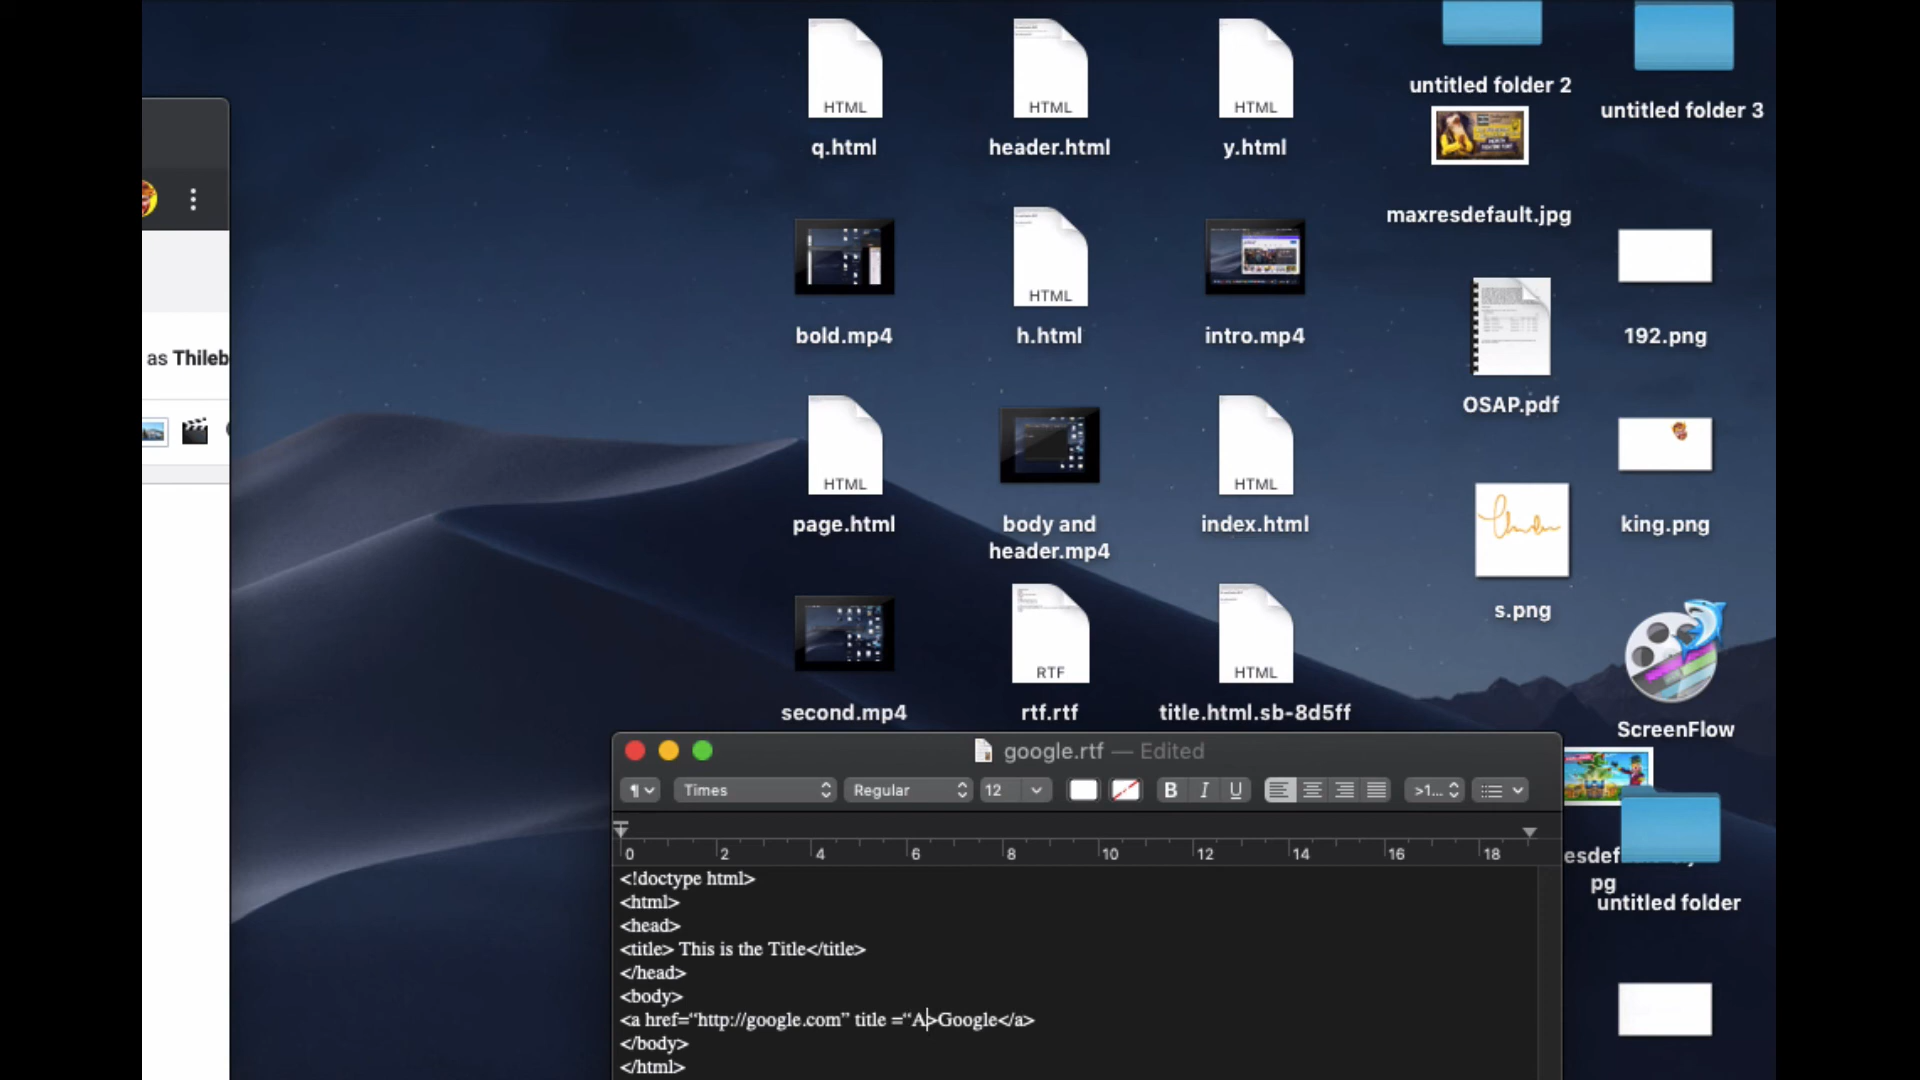 untitled folder 2
untitled folder 3
HTML
HTML
HTML
q.html
header.html
y.html
maxresdefault.jpg
as Thileb
HTML
bold.mp4
h.html
intro.mp4
192.png
OSAP.pdf
HTML
HTML
page.html
body and
header.mp4
index.html
king.png
s.png
RTF
HTML
second.mp4
rtf.rtf
title.html.sb-8d5ff
ScreenFlow
google.rtf — Edited
¶
Times
Regular
12
B I U
>1...
0 2 4 6 8 10 12 14 16 18
esdef
pg
untitled folder
<!doctype html>
<html>
<head>
<title> This is the Title</title>
</head>
<body>
<a href=“http://google.com” title =“A>Google</a>
</body>
</html>